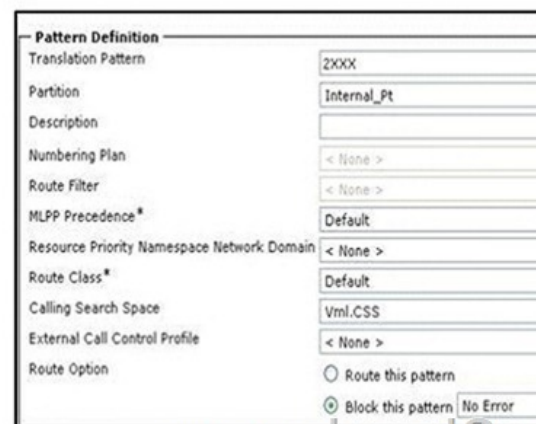 Pattern Definition
Translation Pattern 2XXX
Partition Internal_Pt
Description
Numbering Plan < None >
Route Filter < None >
MLPP Precedence* Default
Resource Priority Namespace Network Domain < None >
Route Class* Default
Calling Search Space Vml.CSS
External Call Control Profile < None >
Route Option Route this pattern
Block this pattern No Error